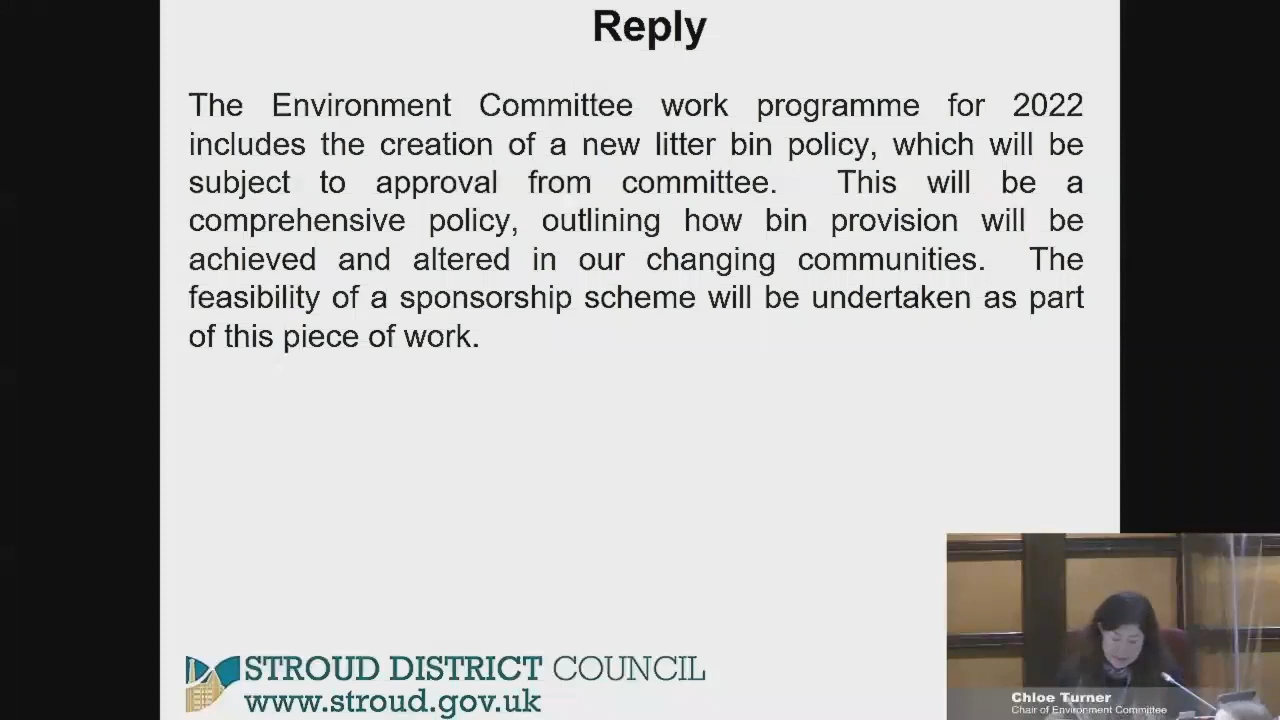 Reply
The Environment Committee work programme for 2022
includes the creation of a new litter bin policy, which will be
subject to approval from committee. This will be a
comprehensive policy, outlining how bin provision will be
achieved and altered in our changing communities. The
feasibility of a sponsorship scheme will be undertaken as part
of this piece of work.
STROUD DISTRICT COUNCIL
www.stroud.gov.uk
Chloe Turner
Chair of Environment Committee